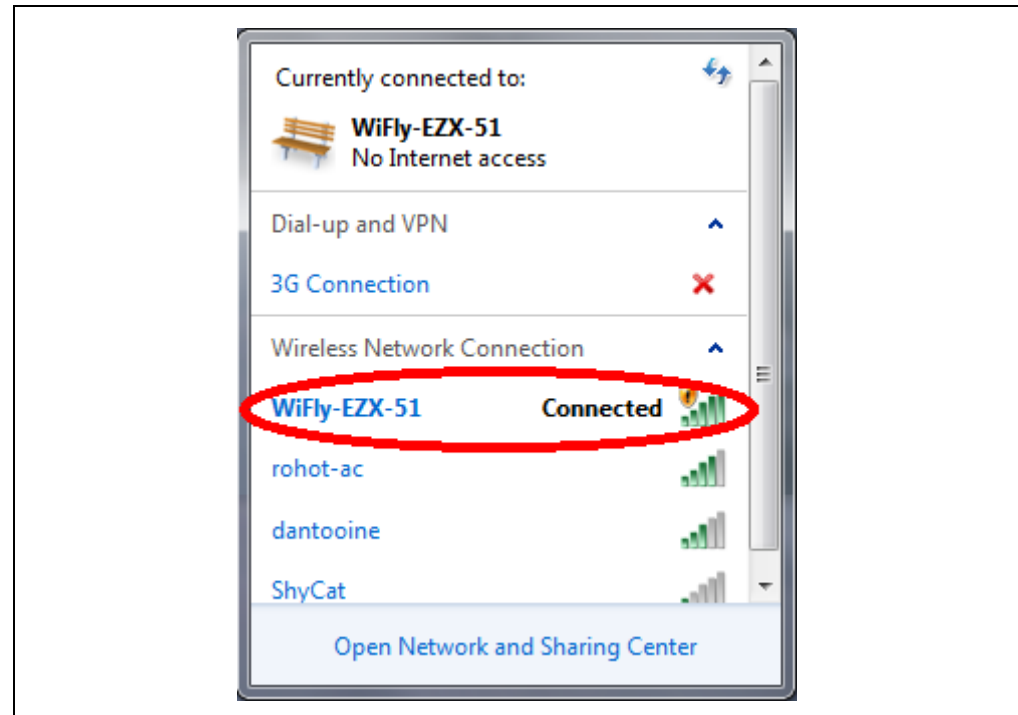 Currently connected to:
WiFly-EZX-51
No Internet access
Dial-up and VPN
3G Connection
Wireless Network Connection
WiFly-EZX-51 Connected
rohot-ac
dantooine
ShyCat
Open Network and Sharing Center